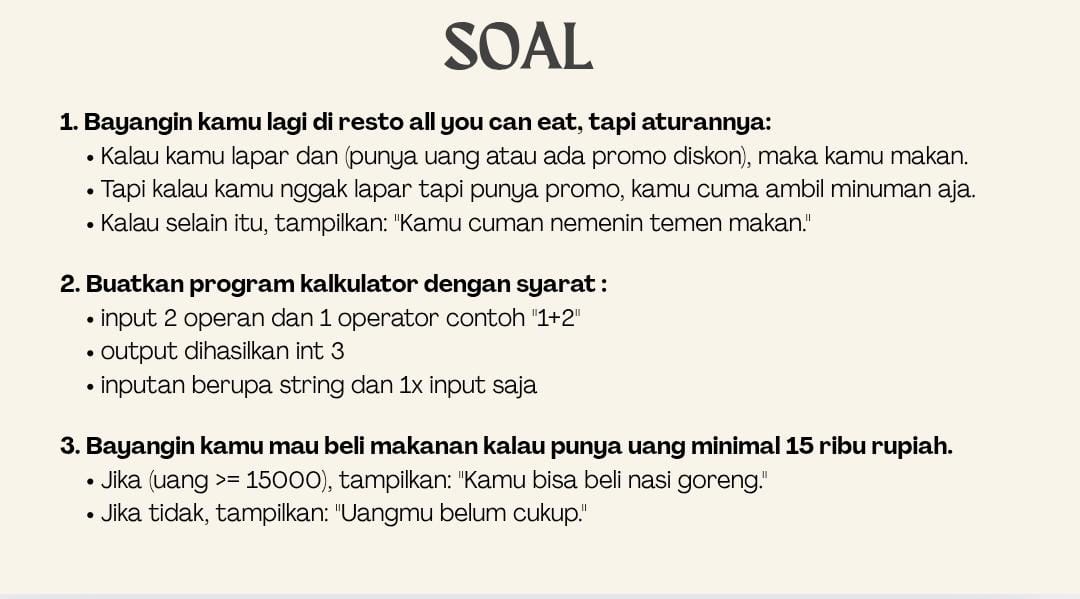 SOAL
1. Bayangin kamu lagi di resto all you can eat, tapi aturannya:
• Kalau kamu lapar dan (punya uang atau ada promo diskon), maka kamu makan.
• Tapi kalau kamu nggak lapar tapi punya promo, kamu cuma ambil minuman aja.
• Kalau selain itu, tampilkan: "Kamu cuman nemenin temen makan."
2. Buatkan program kalkulator dengan syarat :
• input 2 operan dan 1 operator contoh "1+2"
• output dihasilkan int 3
• inputan berupa string dan 1x input saja
3. Bayangin kamu mau beli makanan kalau punya uang minimal 15 ribu rupiah.
• Jika (uang >= 15000), tampilkan: "Kamu bisa beli nasi goreng."
• Jika tidak, tampilkan: "Uangmu belum cukup."